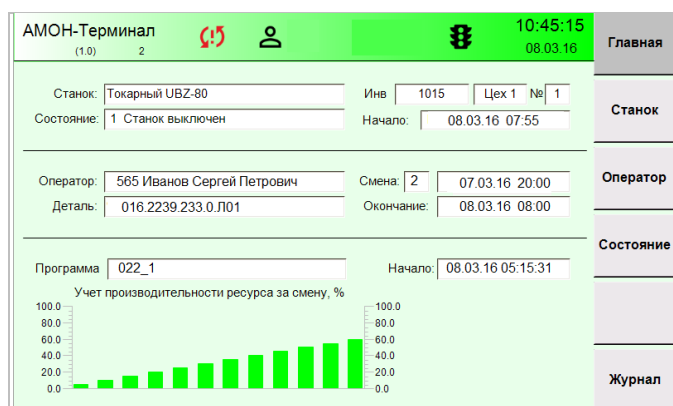 АМОН-Терминал 10:45:15
(1.0) 2 08.03.16
Главная
Станок: Токарный UBZ-80 Инв 1015 Цех 1 № 1
Состояние: 1 Станок выключен Начало: 08.03.16 07:55
Станок
Оператор: 565 Иванов Сергей Петрович Смена: 2 07.03.16 20:00
Оператор
Деталь: 016.2239.233.0.Л01 Окончание: 08.03.16 08:00
Состояние
Программа 022_1 Начало: 08.03.16 05:15:31
Учет производительности ресурса за смену, %
100.0 100.0
80.0 80.0
60.0 60.0
40.0 40.0
20.0 20.0
0.0 0.0
Журнал